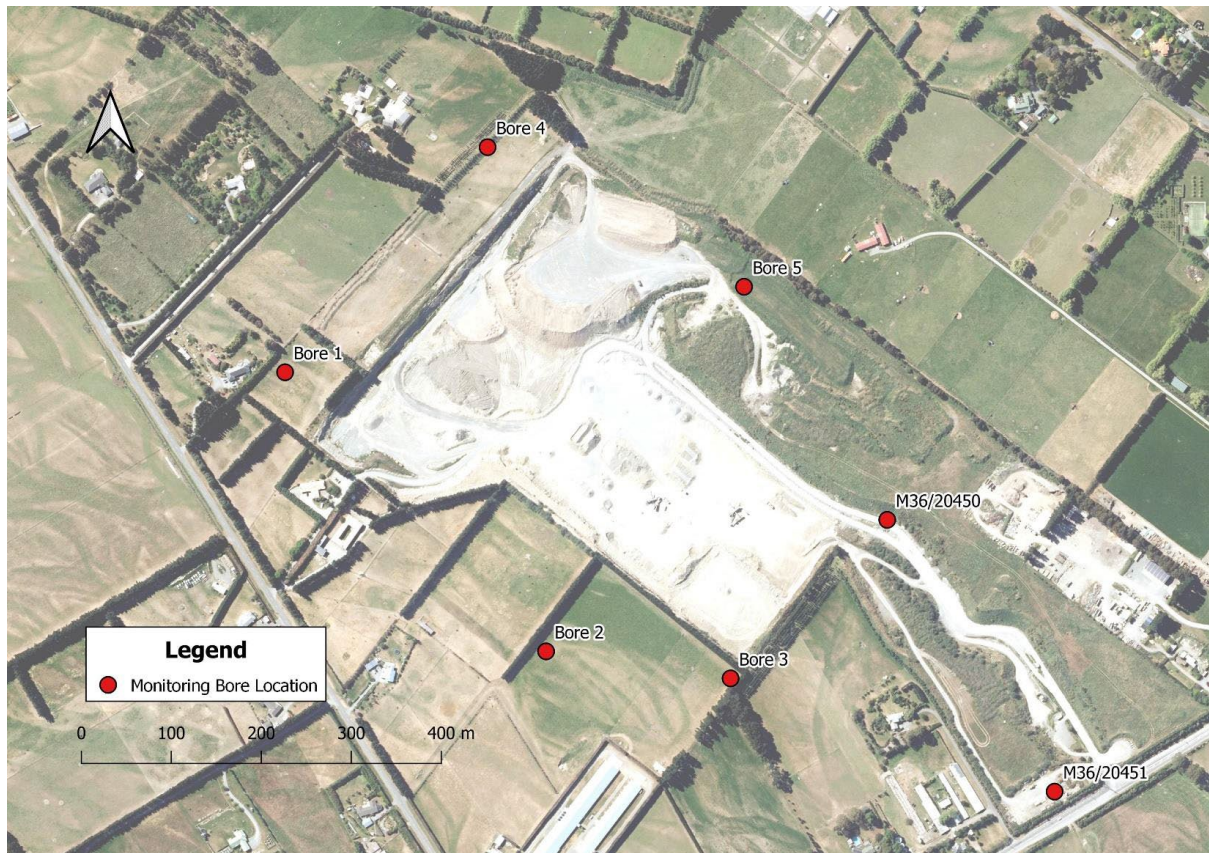 Bore 4
Bore 5
Bore 1
M36/20450
Bore 2
Bore 3
Legend
Monitoring Bore Location
0 100 200 300 400 m
M36/20451